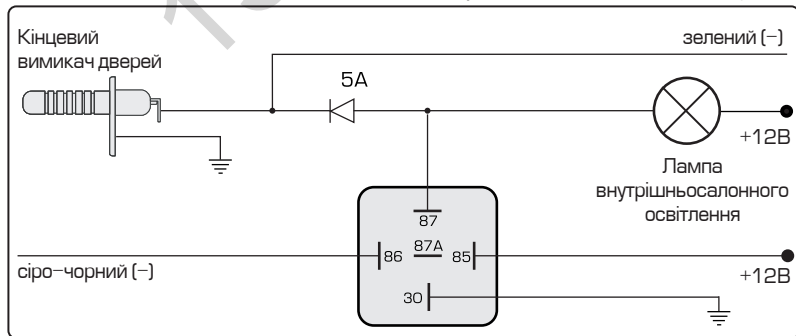 Кінцевий
вимикач дверей
зелений (−)
5А
+12В
Лампа
внутрішньосалонного
освітлення
87
87А
86
85
30
сіро−чорний (−)
+12В